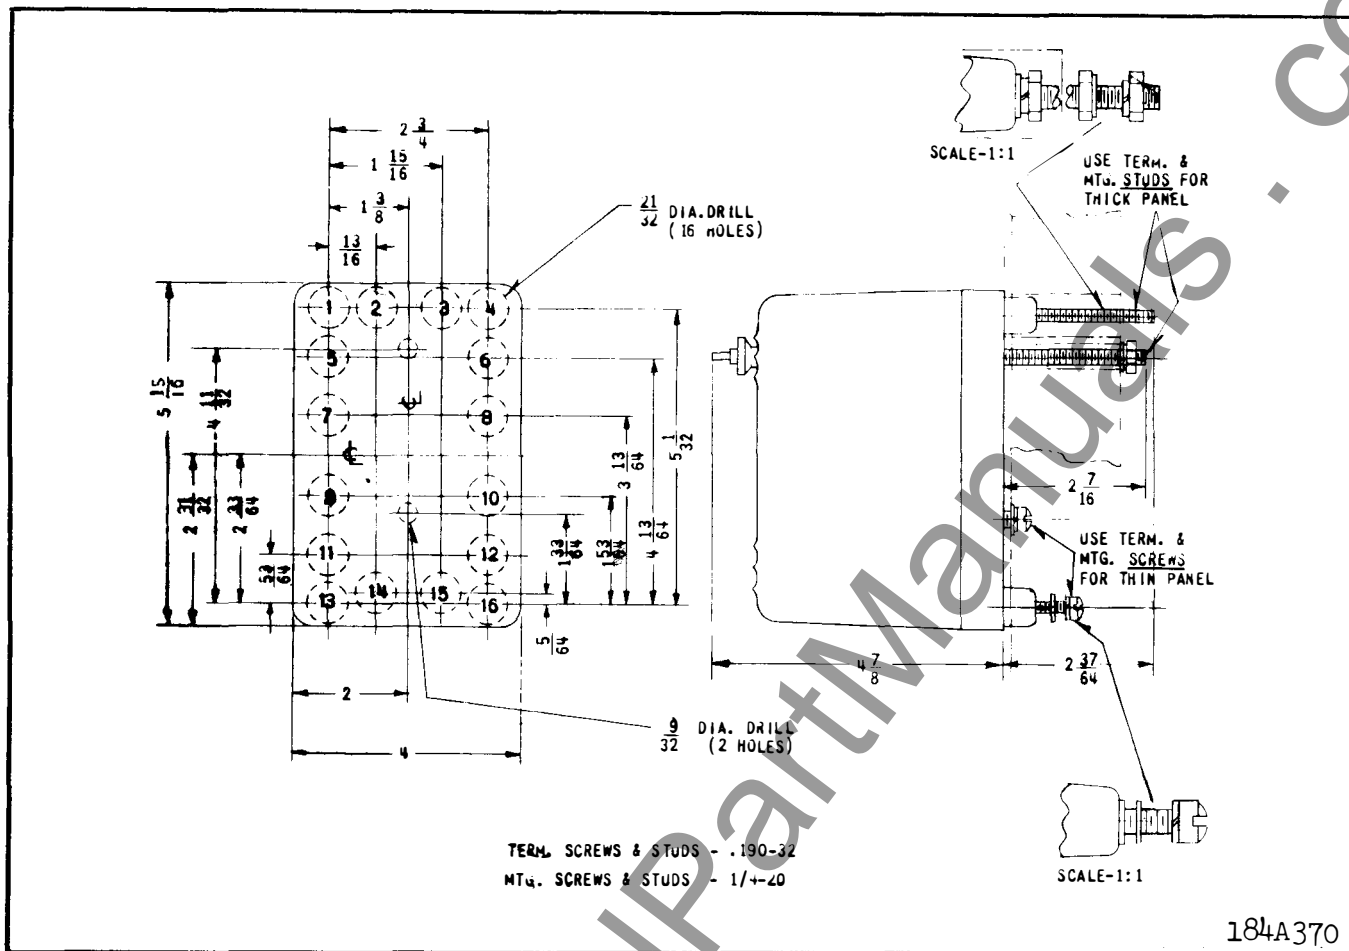 2 3/4
1 15/16
1 3/8
13/16
21/32 DIA.DRILL
(16 HOLES)
SCALE-1:1
USE TERM. &
MTG. STUDS FOR
THICK PANEL
1 2 3 4
5 6
7 8
9 10
11 12
13 14 15 16
5 15/16
4 11/32
2 31/32
2 33/64
53/64
5 1/32
3 13/64
4 13/64
1 33/64
1 53/64
5/64
2
4
9/32 DIA. DRILL
(2 HOLES)
2 7/16
USE TERM. &
MTG. SCREWS
FOR THIN PANEL
4 7/8
2 37/64
SCALE-1:1
TERM. SCREWS & STUDS - .190-32
MTG. SCREWS & STUDS - 1/4-20
184A370